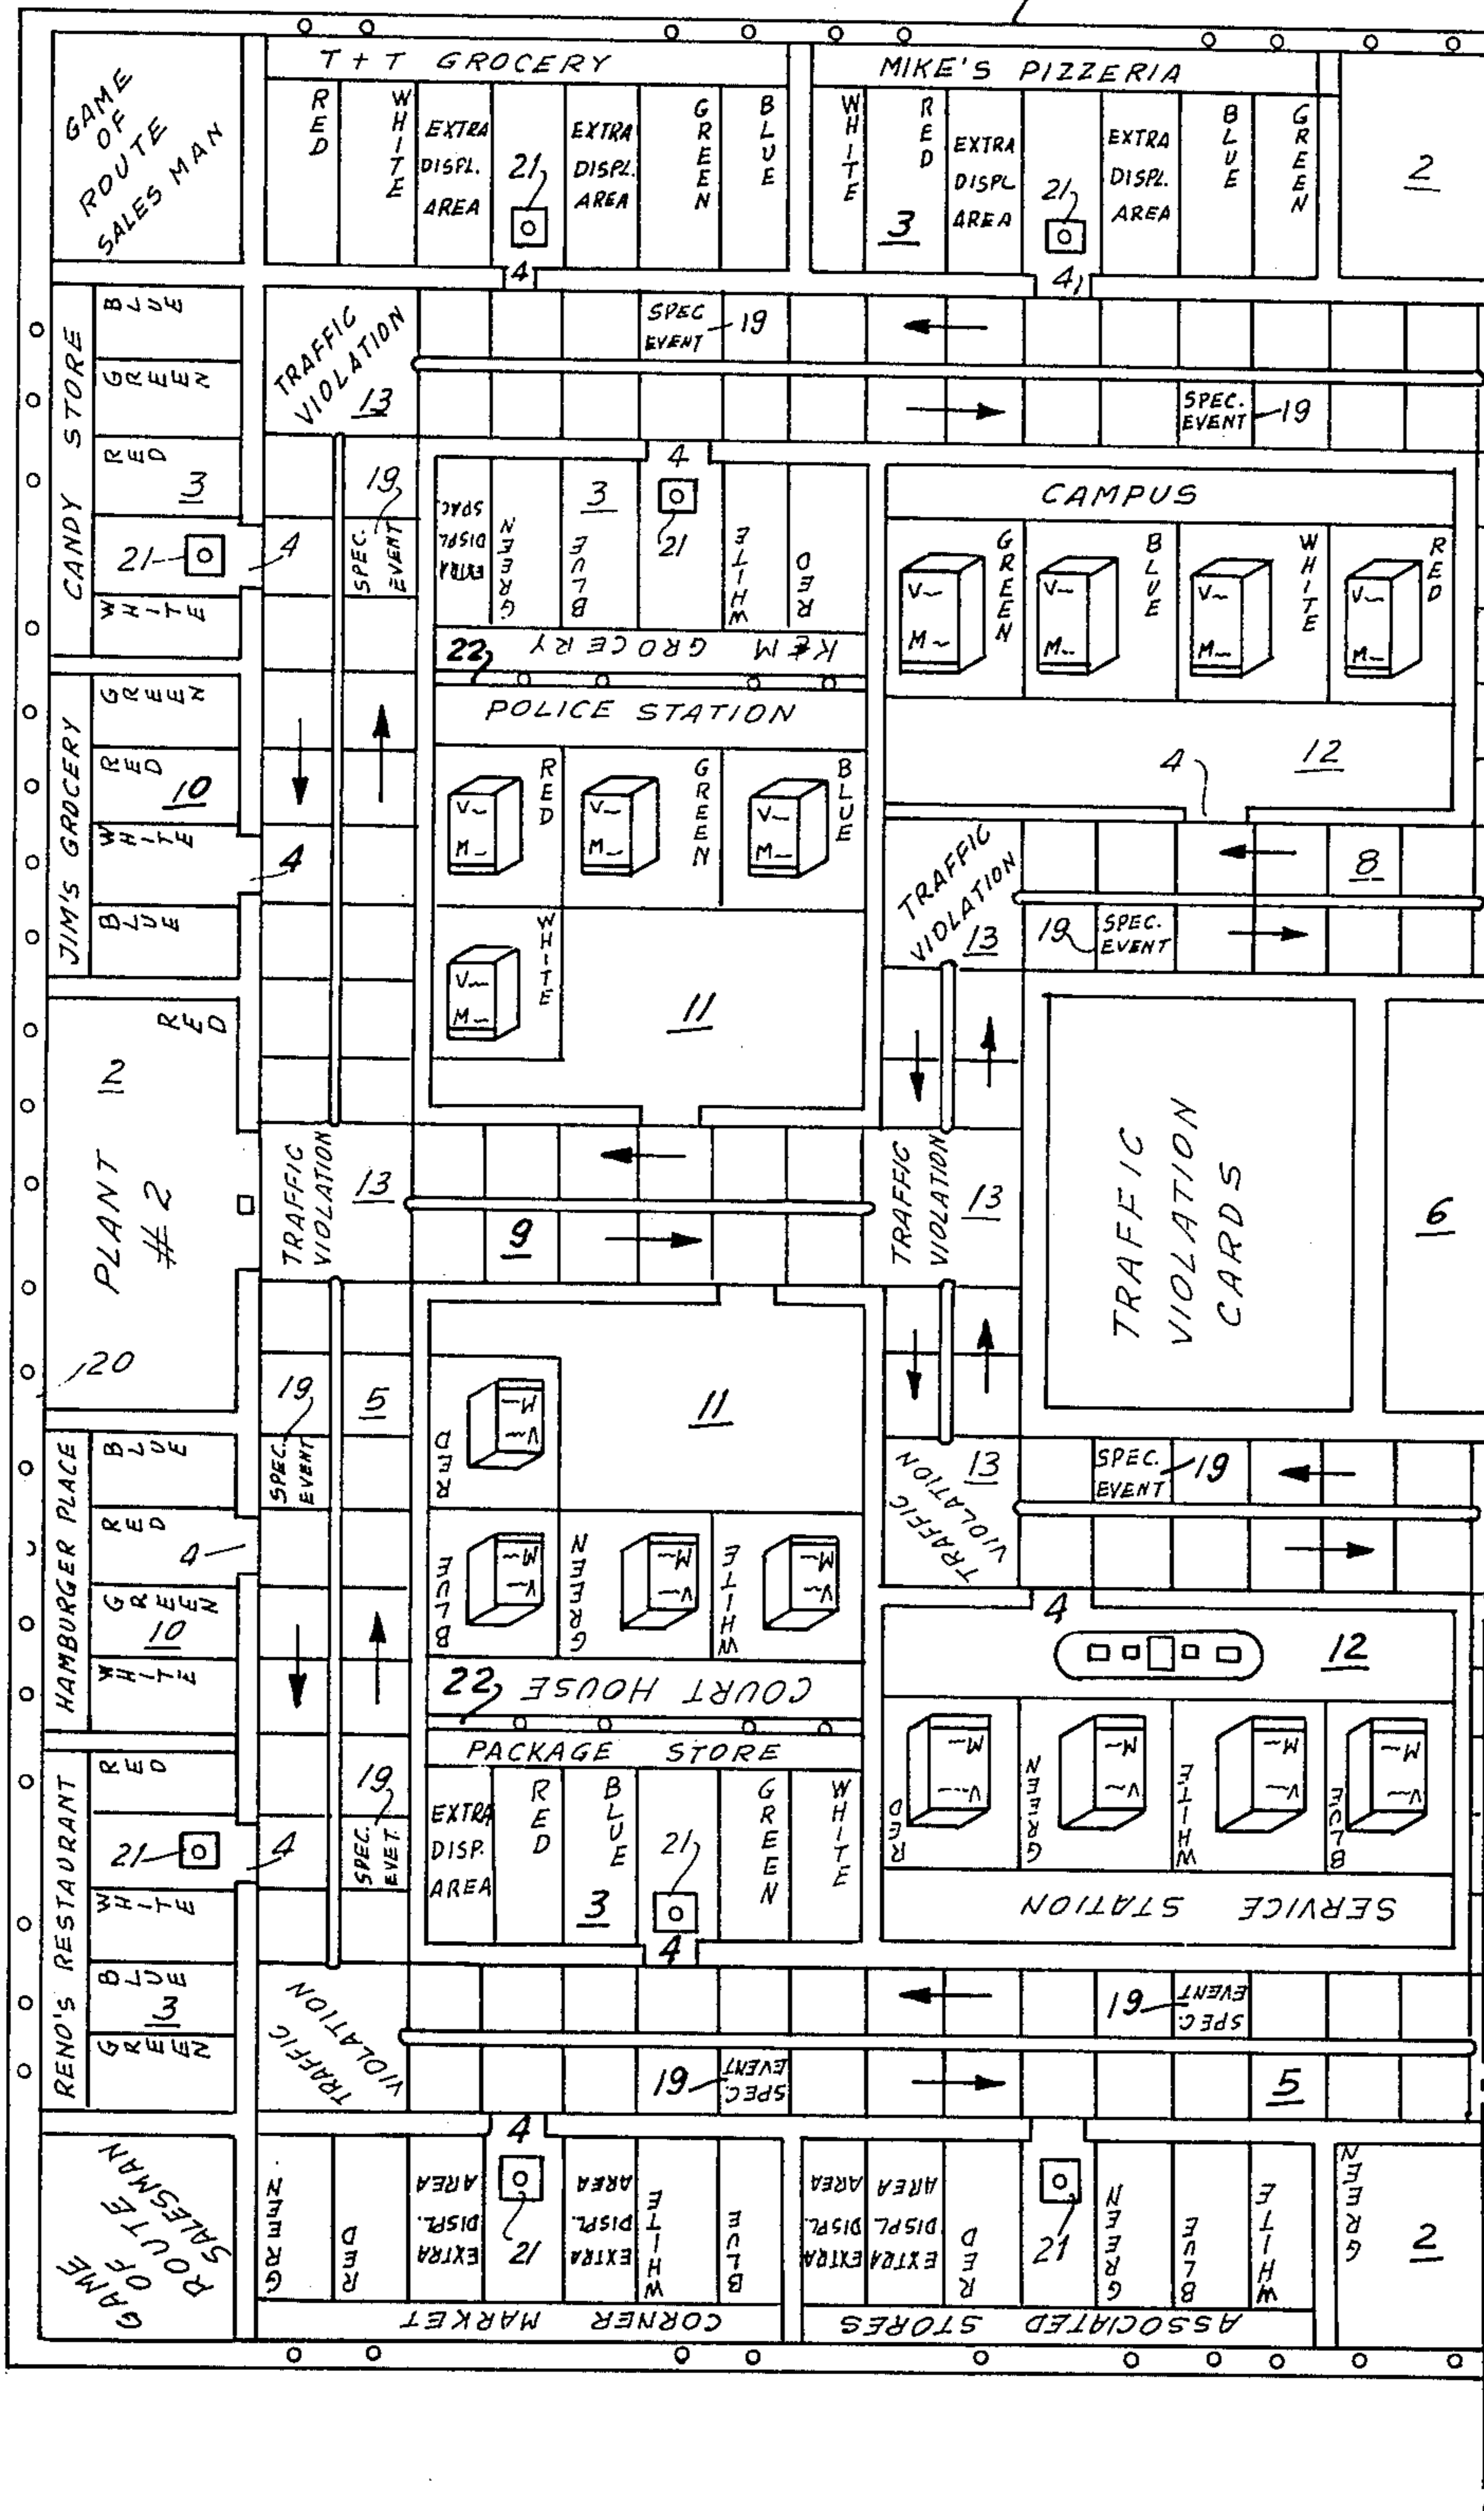 GAME
OF
ROUTE
SALES MAN
T + T GROCERY
RED
WHITE
EXTRA
DISPL.
AREA
21
EXTRA
DISPL.
AREA
GREEN
BLUE
4
MIKE'S PIZZERIA
WHITE
RED
3
EXTRA
DISPL
AREA
21
EXTRA
DISPL.
AREA
BLUE
GREEN
4
2
CANDY STORE
BLUE
GREEN
RED
3
21
4
WHITE
TRAFFIC
VIOLATION
13
SPEC
EVENT
19
SPEC.
EVENT
19
19
SPEC.
EVENT
4
EXTRA
DISPL
SPAC
GREEN
3
BLUE
21
WHITE
RED
K&M GROCERY
22
CAMPUS
GREEN
BLUE
WHITE
RED
V
M
V
M
V
M
V
M
12
4
JIM'S GROCERY
GREEN
RED
10
WHITE
4
BLUE
POLICE STATION
RED
GREEN
BLUE
V
M
V
M
V
M
WHITE
V
M
11
TRAFFIC
VIOLATION
13
8
19
SPEC.
EVENT
RED
2
PLANT
#2
20
TRAFFIC
VIOLATION
13
9
TRAFFIC
VIOLATION
13
TRAFFIC
VIOLATION
CARDS
6
19
5
SPEC.
EVENT
HAMBURGER PLACE
BLUE
RED
4
GREEN
10
WHITE
11
RED
M
V
BLUE
M
V
GREEN
M
V
WHITE
M
V
COURT HOUSE
22
TRAFFIC
VIOLATION
13
SPEC.
EVENT
19
4
12
RED
M
V
GREEN
M
V
WHITE
M
V
BLUE
M
V
SERVICE STATION
RENO'S RESTAURANT
RED
21
4
WHITE
BLUE
3
GREEN
19
SPEC.
EVET.
PACKAGE STORE
EXTRA
DISP.
AREA
RED
BLUE
3
21
GREEN
WHITE
4
TRAFFIC
VIOLATION
19
SPEC.
EVENT
19
SPEC.
EVENT
5
GAME
OF
ROUTE
SALESMAN
4
GREEN
RED
EXTRA
DISPL.
AREA
21
EXTRA
DISPL.
AREA
WHITE
BLUE
CORNER MARKET
EXTRA
DISPL.
AREA
EXTRA
DISPL
AREA
RED
21
GREEN
BLUE
WHITE
ASSOCIATED STORES
GREEN
2